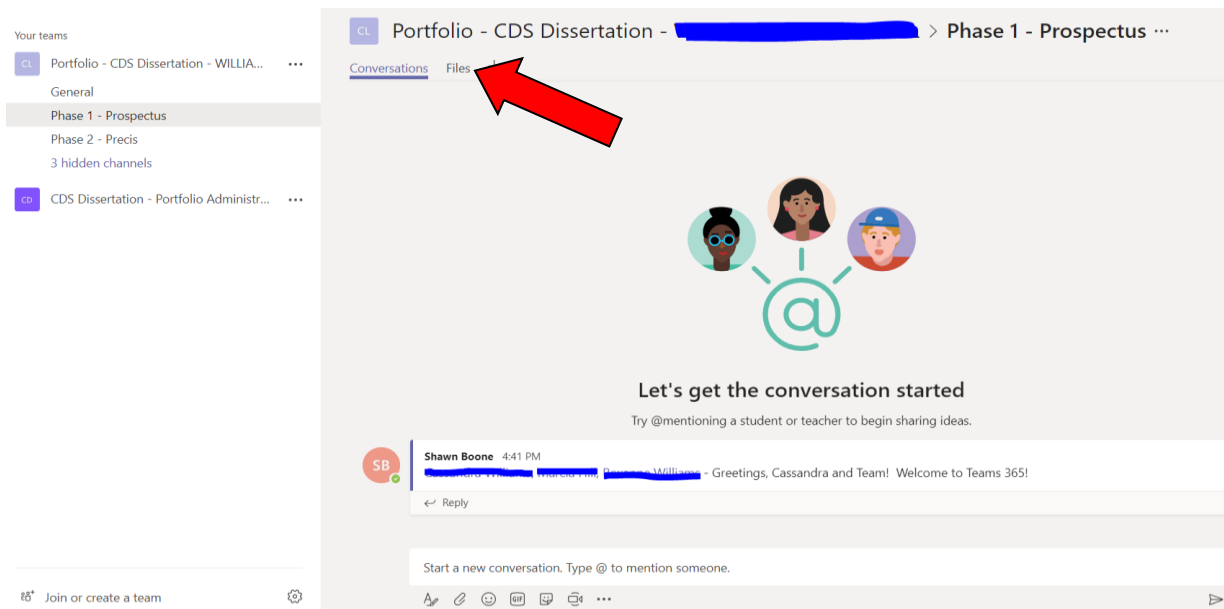 Your teams
CL
Portfolio - CDS Dissertation - WILLIA... ...
General
Phase 1 - Prospectus
Phase 2 - Precis
3 hidden channels
CD
CDS Dissertation - Portfolio Administr... ...
Join or create a team
CL
Portfolio - CDS Dissertation - > Phase 1 - Prospectus ...
Conversations Files
Let's get the conversation started
Try @mentioning a student or teacher to begin sharing ideas.
SB
Shawn Boone 4:41 PM
- Greetings, Cassandra and Team! Welcome to Teams 365!
Reply
Start a new conversation. Type @ to mention someone.
GIF